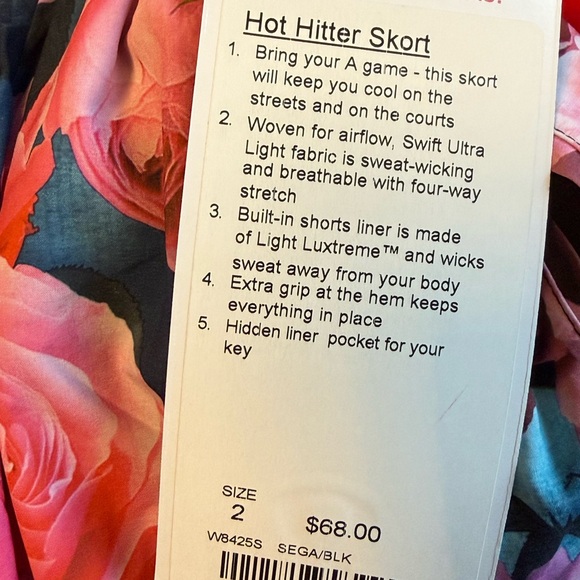 Hot Hitter Skort
1. Bring your A game - this skort
will keep you cool on the
streets and on the courts
2. Woven for airflow, Swift Ultra
Light fabric is sweat-wicking
and breathable with four-way
stretch
3. Built-in shorts liner is made
of Light Luxtreme™ and wicks
sweat away from your body
4. Extra grip at the hem keeps
everything in place
5. Hidden liner pocket for your
key
SIZE
2
$68.00
W8425S SEGA/BLK